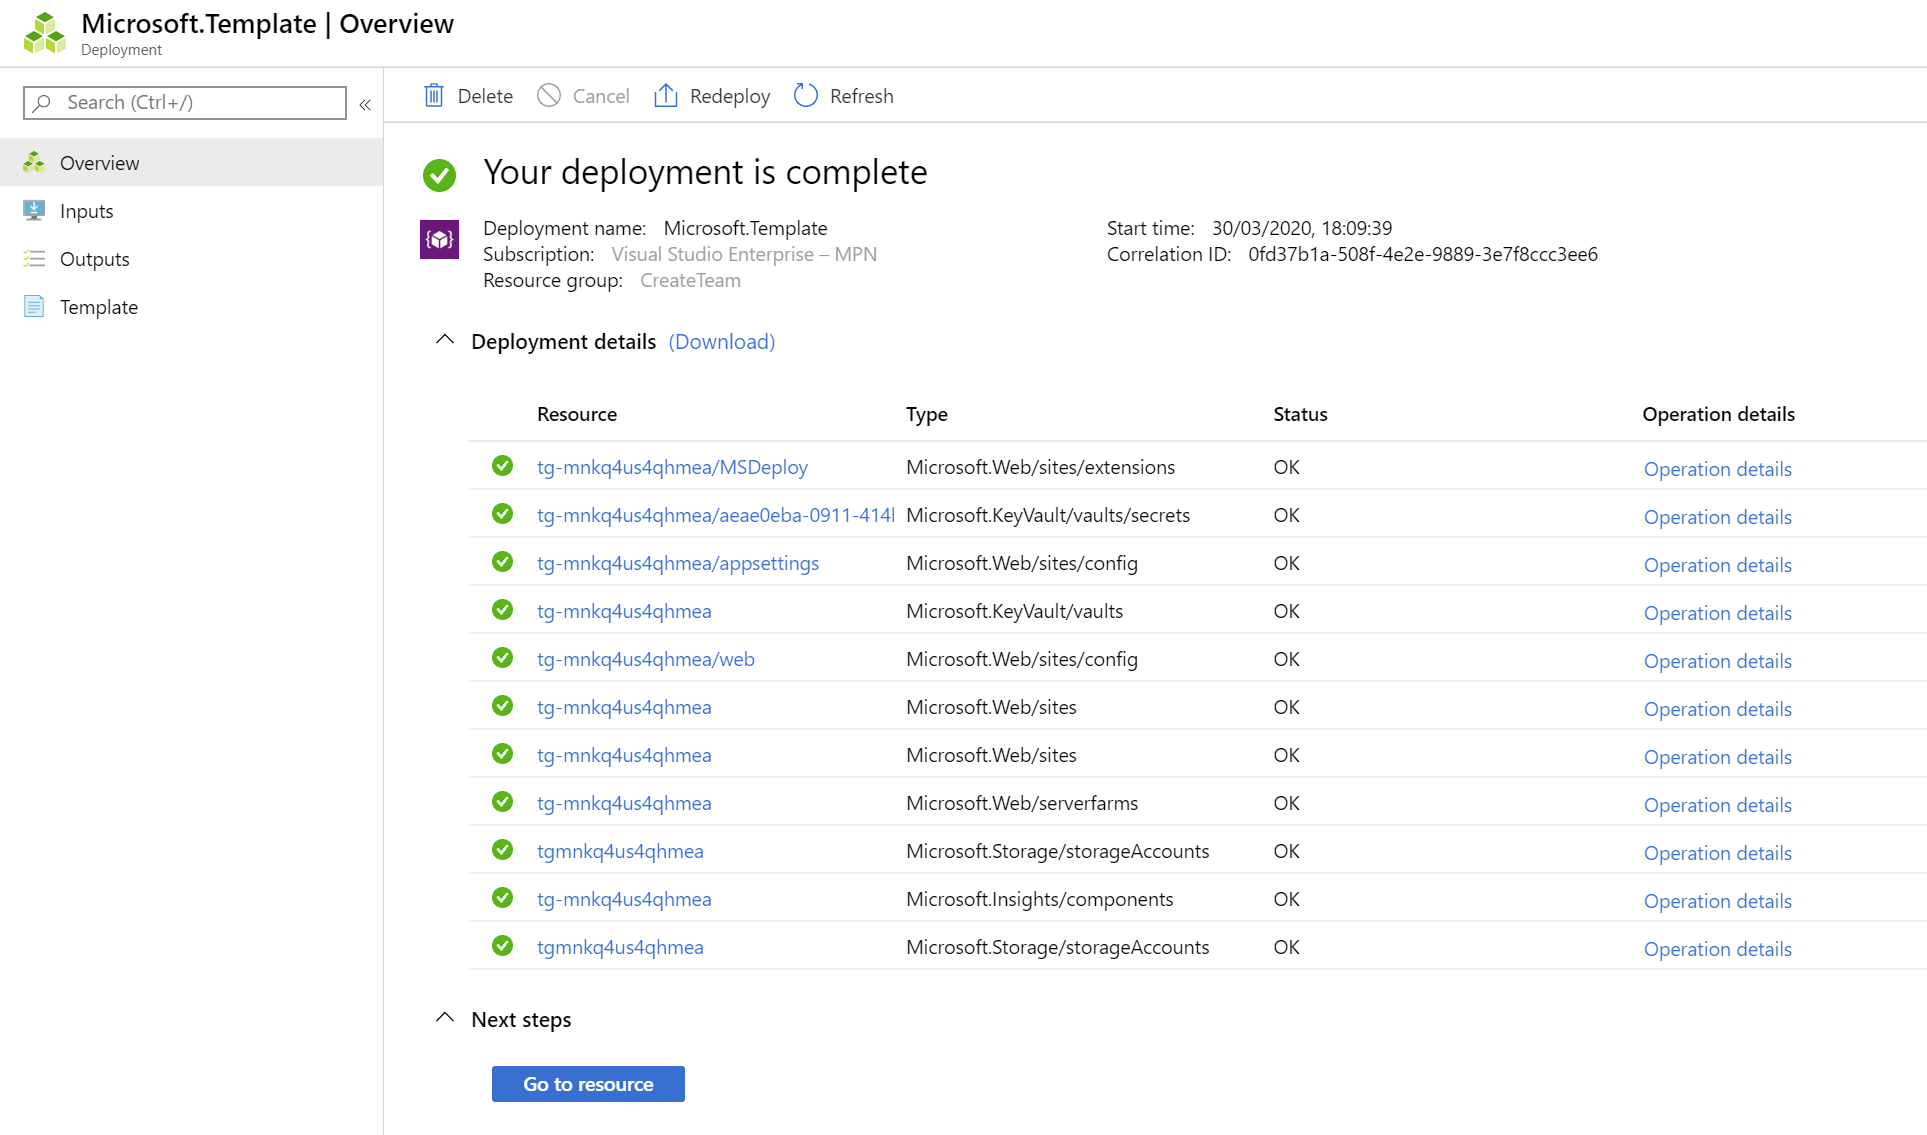 Microsoft.Template | Overview
Deployment
Search (Ctrl+/)
«
Overview
Inputs
Outputs
Template
Delete Cancel Redeploy Refresh
Your deployment is complete
Deployment name: Microsoft.Template
Subscription: Visual Studio Enterprise – MPN
Resource group: CreateTeam
Start time: 30/03/2020, 18:09:39
Correlation ID: 0fd37b1a-508f-4e2e-9889-3e7f8ccc3ee6
Deployment details (Download)
Resource Type Status Operation details
tg-mnkq4us4qhmea/MSDeploy Microsoft.Web/sites/extensions OK Operation details
tg-mnkq4us4qhmea/aeae0eba-0911-414 Microsoft.KeyVault/vaults/secrets OK Operation details
tg-mnkq4us4qhmea/appsettings Microsoft.Web/sites/config OK Operation details
tg-mnkq4us4qhmea Microsoft.KeyVault/vaults OK Operation details
tg-mnkq4us4qhmea/web Microsoft.Web/sites/config OK Operation details
tg-mnkq4us4qhmea Microsoft.Web/sites OK Operation details
tg-mnkq4us4qhmea Microsoft.Web/sites OK Operation details
tg-mnkq4us4qhmea Microsoft.Web/serverfarms OK Operation details
tgmnkq4us4qhmea Microsoft.Storage/storageAccounts OK Operation details
tg-mnkq4us4qhmea Microsoft.Insights/components OK Operation details
tgmnkq4us4qhmea Microsoft.Storage/storageAccounts OK Operation details
Next steps
Go to resource